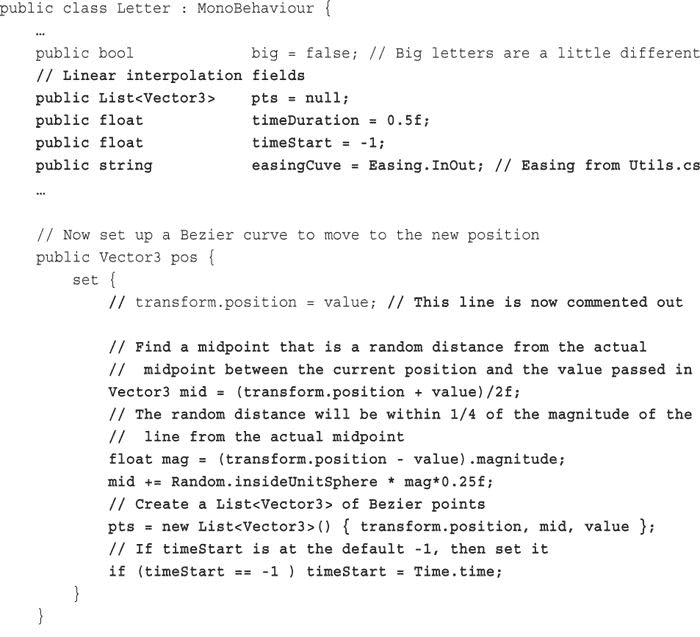 public class Letter : MonoBehaviour {
    …
    public bool             big = false; // Big letters are a little different
    // Linear interpolation fields
    public List<Vector3>    pts = null;
    public float            timeDuration = 0.5f;
    public float            timeStart = -1;
    public string           easingCuve = Easing.InOut; // Easing from Utils.cs
    …

    // Now set up a Bezier curve to move to the new position
    public Vector3 pos {
        set {
            // transform.position = value; // This line is now commented out

            // Find a midpoint that is a random distance from the actual
            //  midpoint between the current position and the value passed in
            Vector3 mid = (transform.position + value)/2f;
            // The random distance will be within 1/4 of the magnitude of the
            //  line from the actual midpoint
            float mag = (transform.position - value).magnitude;
            mid += Random.insideUnitSphere * mag*0.25f;
            // Create a List<Vector3> of Bezier points
            pts = new List<Vector3>() { transform.position, mid, value };
            // If timeStart is at the default -1, then set it
            if (timeStart == -1 ) timeStart = Time.time;
        }
    }